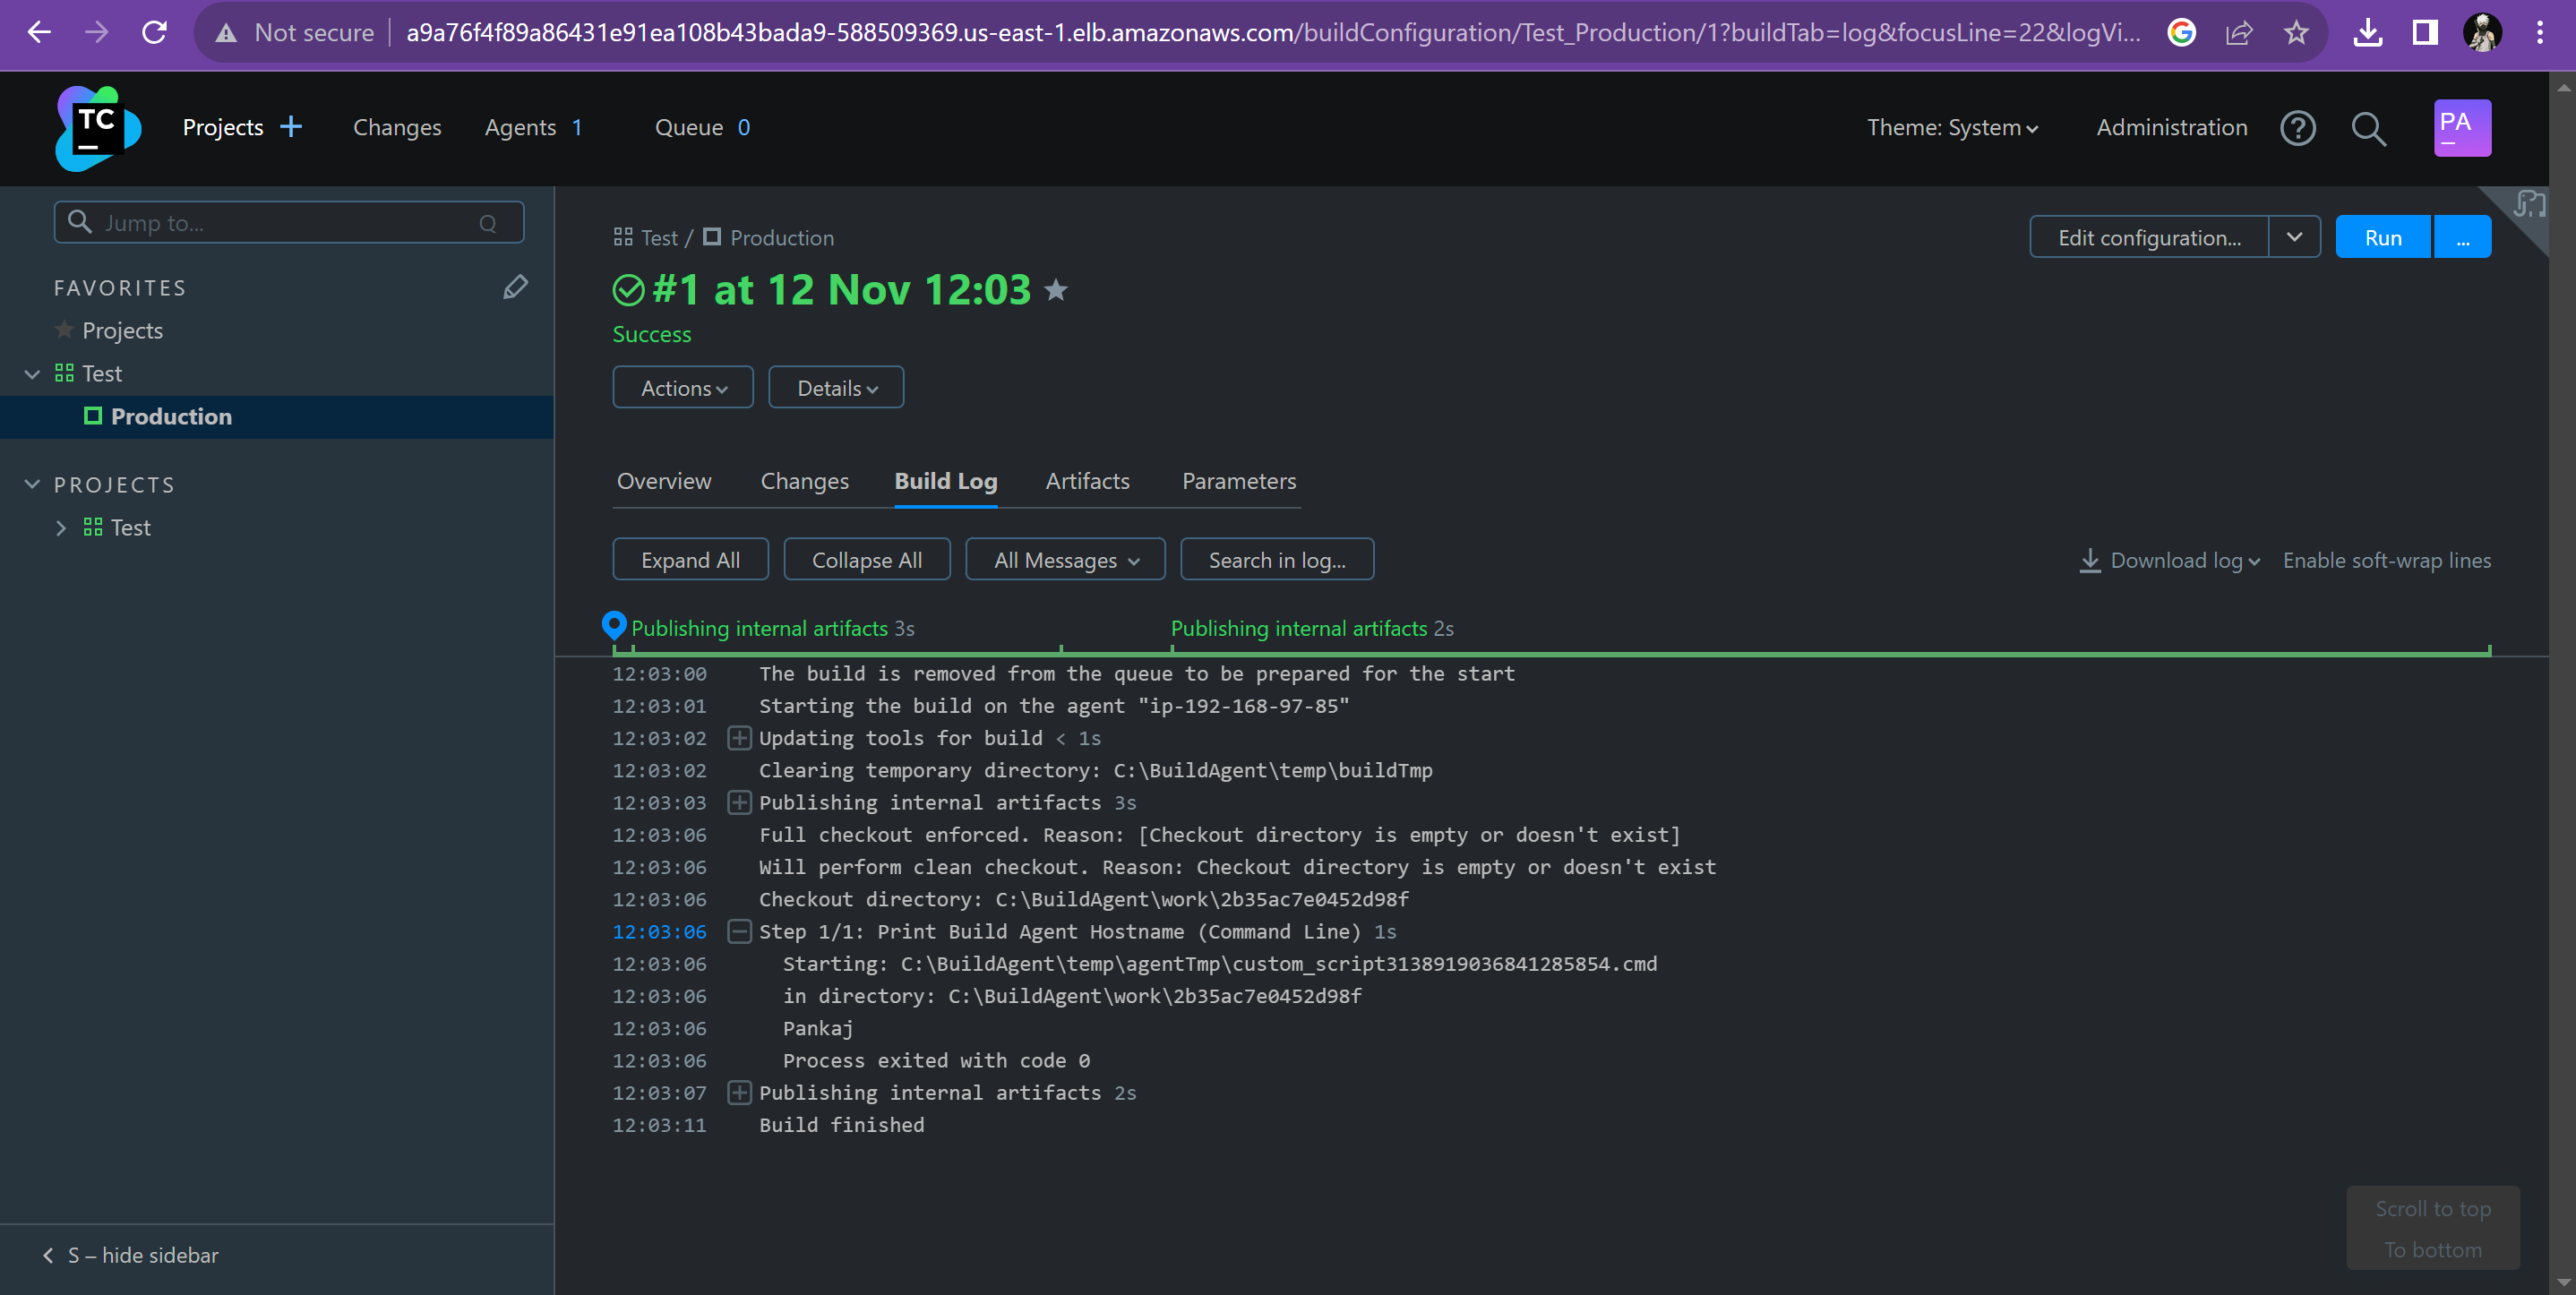 Not secure a9a76f4f89a86431e91ea108b43bada9-588509369.us-east-1.elb.amazonaws.com/buildConfiguration/Test_Production/1?buildTab=log&focusLine=22&logVi...
TC
Projects
Changes
Agents 1
Queue 0
Theme: System
Administration
PA
Jump to... Q
FAVORITES
Projects
Test
Production
PROJECTS
Test
S – hide sidebar
Test / Production
Edit configuration...
Run
...
#1 at 12 Nov 12:03
Success
Actions
Details
Overview
Changes
Build Log
Artifacts
Parameters
Expand All
Collapse All
All Messages
Search in log...
Download log
Enable soft-wrap lines
Publishing internal artifacts 3s
Publishing internal artifacts 2s
12:03:00 The build is removed from the queue to be prepared for the start
12:03:01 Starting the build on the agent "ip-192-168-97-85"
12:03:02 Updating tools for build < 1s
12:03:02 Clearing temporary directory: C:\BuildAgent\temp\buildTmp
12:03:03 Publishing internal artifacts 3s
12:03:06 Full checkout enforced. Reason: [Checkout directory is empty or doesn't exist]
12:03:06 Will perform clean checkout. Reason: Checkout directory is empty or doesn't exist
12:03:06 Checkout directory: C:\BuildAgent\work\2b35ac7e0452d98f
12:03:06 Step 1/1: Print Build Agent Hostname (Command Line) 1s
12:03:06 Starting: C:\BuildAgent\temp\agentTmp\custom_script3138919036841285854.cmd
12:03:06 in directory: C:\BuildAgent\work\2b35ac7e0452d98f
12:03:06 Pankaj
12:03:06 Process exited with code 0
12:03:07 Publishing internal artifacts 2s
12:03:11 Build finished
Scroll to top
To bottom